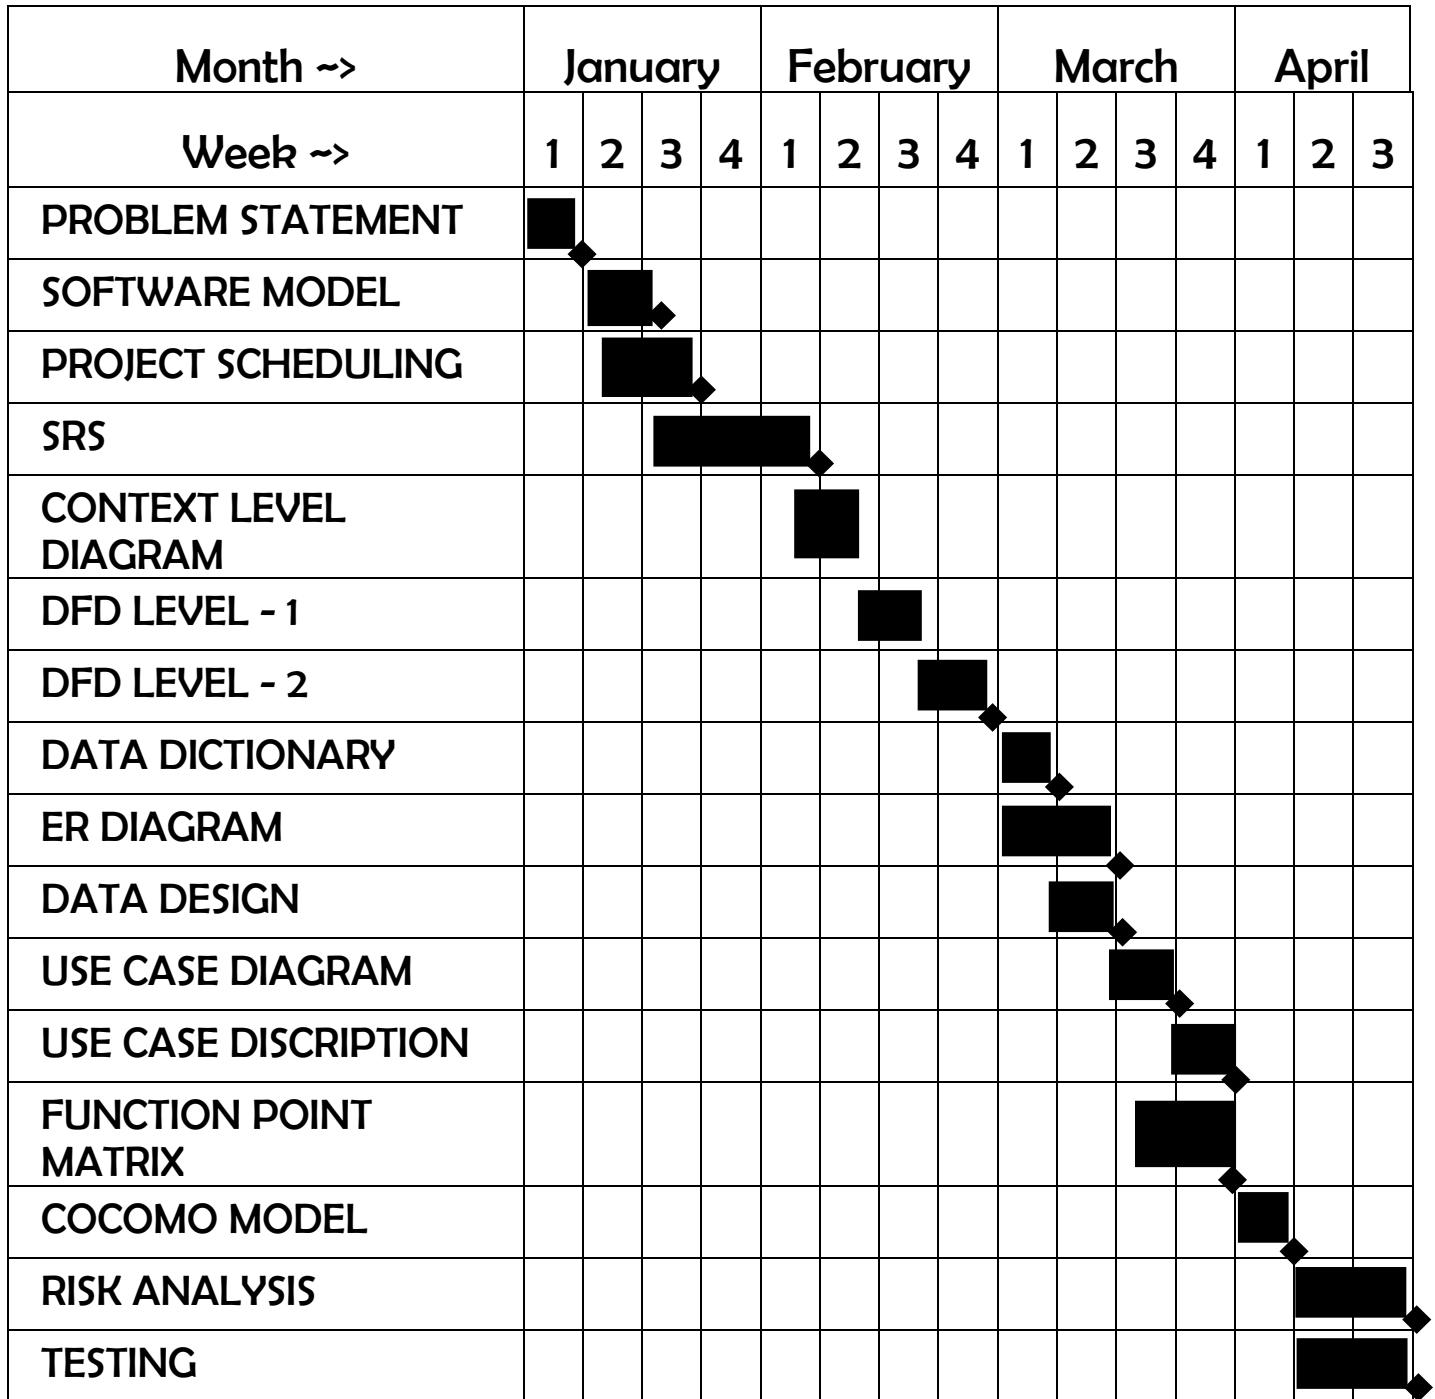 Month ~> January February March April
Week ~> 1 2 3 4 1 2 3 4 1 2 3 4 1 2 3
PROBLEM STATEMENT
SOFTWARE MODEL
PROJECT SCHEDULING
SRS
CONTEXT LEVEL
DIAGRAM
DFD LEVEL - 1
DFD LEVEL - 2
DATA DICTIONARY
ER DIAGRAM
DATA DESIGN
USE CASE DIAGRAM
USE CASE DISCRIPTION
FUNCTION POINT
MATRIX
COCOMO MODEL
RISK ANALYSIS
TESTING